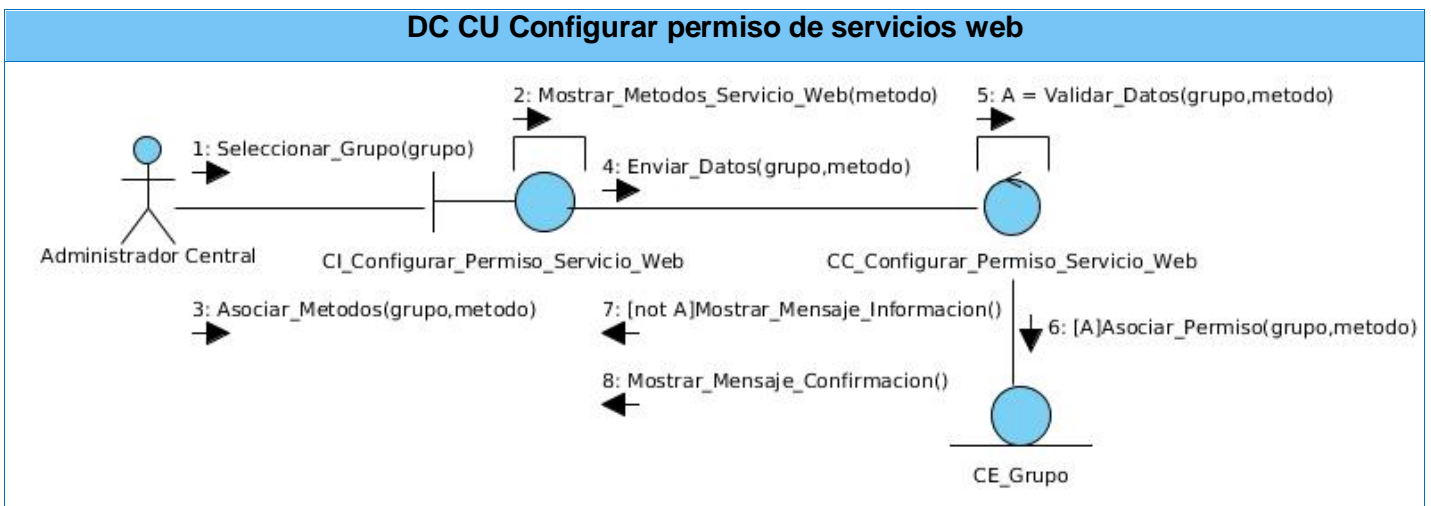 DC CU Configurar permiso de servicios web
2: Mostrar_Metodos_Servicio_Web(metodo)
5: A = Validar_Datos(grupo,metodo)
1: Seleccionar_Grupo(grupo)
4: Enviar_Datos(grupo,metodo)
Administrador Central
CI_Configurar_Permiso_Servicio_Web
CC_Configurar_Permiso_Servicio_Web
3: Asociar_Metodos(grupo,metodo)
7: [not A]Mostrar_Mensaje_Informacion()
6: [A]Asociar_Permiso(grupo,metodo)
8: Mostrar_Mensaje_Confirmacion()
CE_Grupo